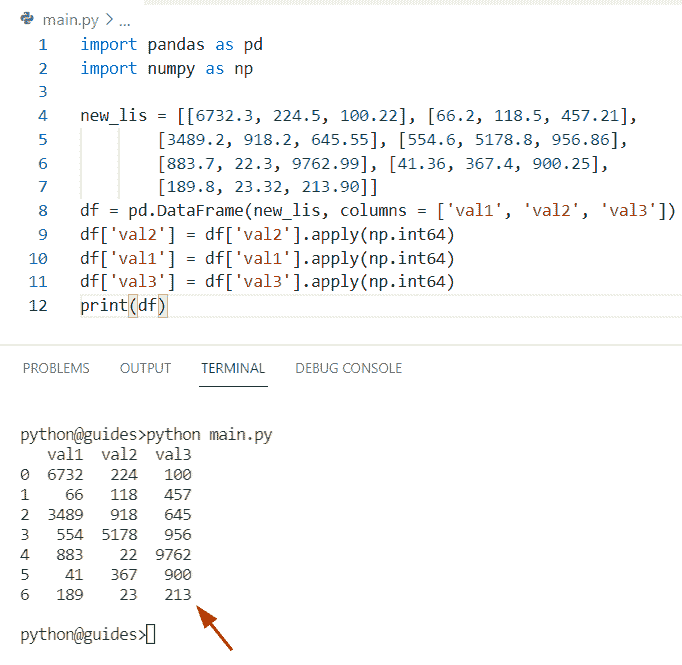 main.py > ...
1 import pandas as pd
2 import numpy as np
3
4 new_lis = [[6732.3, 224.5, 100.22], [66.2, 118.5, 457.21],
5 [3489.2, 918.2, 645.55], [554.6, 5178.8, 956.86],
6 [883.7, 22.3, 9762.99], [41.36, 367.4, 900.25],
7 [189.8, 23.32, 213.90]]
8 df = pd.DataFrame(new_lis, columns = ['val1', 'val2', 'val3'])
9 df['val2'] = df['val2'].apply(np.int64)
10 df['val1'] = df['val1'].apply(np.int64)
11 df['val3'] = df['val3'].apply(np.int64)
12 print(df)
PROBLEMS OUTPUT TERMINAL DEBUG CONSOLE
python@guides>python main.py
val1 val2 val3
0 6732 224 100
1 66 118 457
2 3489 918 645
3 554 5178 956
4 883 22 9762
5 41 367 900
6 189 23 213
python@guides>